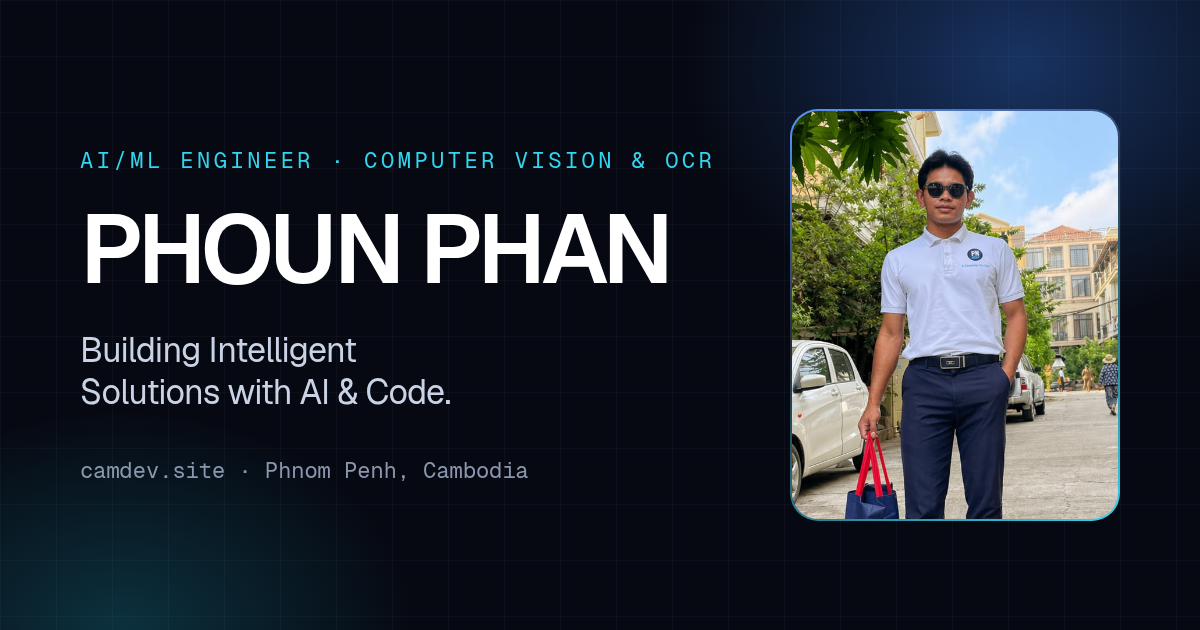 AI/ML ENGINEER · COMPUTER VISION & OCR
PHOUN PHAN
Building Intelligent
Solutions with AI & Code.
camdev.site · Phnom Penh, Cambodia
PN